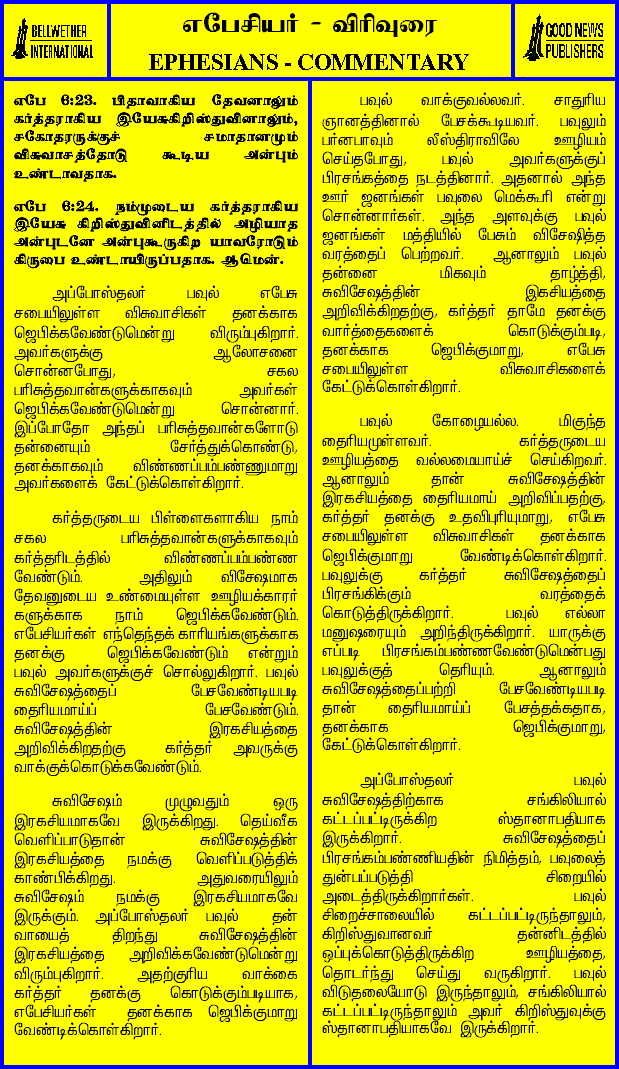 BELLWETHER
INTERNATIONAL
எபேசியர் - விரிவுரை
EPHESIANS - COMMENTARY
GOOD NEWS
PUBLISHERS
எபே 6:23. பிதாவாகிய தேவனாலும்
கர்த்தராகிய இயேசுகிறிஸ்துவினாலும்,
சகோதரருக்குச் சமாதானமும்
விசுவாசத்தோடு கூடிய அன்பும்
உண்டாவதாக.
எபே 6:24. நம்முடைய கர்த்தராகிய
இயேசு கிறிஸ்துவினிடத்தில் அழியாத
அன்புடனே அன்புகூருகிற யாவரோடும்
கிருபை உண்டாயிருப்பதாக. ஆமென்.
அப்போஸ்தலர் பவுல் எபேசு
சபையிலுள்ள விசுவாசிகள் தனக்காக
ஜெபிக்கவேண்டுமென்று விரும்புகிறார்.
அவர்களுக்கு ஆலோசனை
சொன்னபோது, சகல
பரிசுத்தவான்களுக்காகவும் அவர்கள்
ஜெபிக்கவேண்டுமென்று சொன்னார்.
இப்போதோ அந்தப் பரிசுத்தவான்களோடு
தன்னையும் சேர்த்துக்கொண்டு,
தனக்காகவும் விண்ணப்பம்பண்ணுமாறு
அவர்களைக் கேட்டுக்கொள்கிறார்.
கர்த்தருடைய பிள்ளைகளாகிய நாம்
சகல பரிசுத்தவான்களுக்காகவும்
கர்த்தரிடத்தில் விண்ணப்பம்பண்ண
வேண்டும். அதிலும் விசேஷமாக
தேவனுடைய உண்மையுள்ள ஊழியக்காரர்
களுக்காக நாம் ஜெபிக்கவேண்டும்.
எபேசியர்கள் எந்தெந்தக் காரியங்களுக்காக
தனக்கு ஜெபிக்கவேண்டும் என்றும்
பவுல் அவர்களுக்குச் சொல்லுகிறார். பவுல்
சுவிசேஷத்தைப் பேசவேண்டியபடி
தைரியமாய்ப் பேசவேண்டும்.
சுவிசேஷத்தின் இரகசியத்தை
அறிவிக்கிறதற்கு கர்த்தர் அவருக்கு
வாக்குக்கொடுக்கவேண்டும்.
சுவிசேஷம் முழுவதும் ஒரு
இரகசியமாகவே இருக்கிறது. தெய்வீக
வெளிப்பாடுதான் சுவிசேஷத்தின்
இரகசியத்தை நமக்கு வெளிப்படுத்திக்
காண்பிக்கிறது. அதுவரையிலும்
சுவிசேஷம் நமக்கு இரகசியமாகவே
இருக்கும். அப்போஸ்தலர் பவுல் தன்
வாயைத் திறந்து சுவிசேஷத்தின்
இரகசியத்தை அறிவிக்கவேண்டுமென்று
விரும்புகிறார். அதற்குரிய வாக்கை
கர்த்தர் தனக்கு கொடுக்கும்படியாக,
எபேசியர்கள் தனக்காக ஜெபிக்குமாறு
வேண்டிக்கொள்கிறார்.
பவுல் வாக்குவல்லவர். சாதுரிய
ஞானத்தினால் பேசக்கூடியவர். பவுலும்
பர்னபாவும் லீஸ்திராவிலே ஊழியம்
செய்தபோது, பவுல் அவர்களுக்குப்
பிரசங்கத்தை நடத்தினார். அதனால் அந்த
ஊர் ஜனங்கள் பவுலை மெக்கூரி என்று
சொன்னார்கள். அந்த அளவுக்கு பவுல்
ஜனங்கள் மத்தியில் பேசும் விசேஷித்த
வரத்தைப் பெற்றவர். ஆனாலும் பவுல்
தன்னை மிகவும் தாழ்த்தி,
சுவிசேஷத்தின் இகசியத்தை
அறிவிக்கிறதற்கு, கர்த்தர் தாமே தனக்கு
வார்த்தைகளைக் கொடுக்கும்படி,
தனக்காக ஜெபிக்குமாறு, எபேசு
சபையிலுள்ள விசுவாசிகளைக்
கேட்டுக்கொள்கிறார்.
பவுல் கோழையல்ல. மிகுந்த
தைரியமுள்ளவர். கர்த்தருடைய
ஊழியத்தை வல்லமையாய்ச் செய்கிறவர்.
ஆனாலும் தான் சுவிசேஷத்தின்
இரகசியத்தை தைரியமாய் அறிவிப்பதற்கு,
கர்த்தர் தனக்கு உதவிபுரியுமாறு, எபேசு
சபையிலுள்ள விசுவாசிகள் தனக்காக
ஜெபிக்குமாறு வேண்டிக்கொள்கிறார்.
பவுலுக்கு கர்த்தர் சுவிசேஷத்தைப்
பிரசங்கிக்கும் வரத்தைக்
கொடுத்திருக்கிறார். பவுல் எல்லா
மனுஷரையும் அறிந்திருக்கிறார். யாருக்கு
எப்படி பிரசங்கம்பண்ணவேண்டுமென்பது
பவுலுக்குத் தெரியும். ஆனாலும்
சுவிசேஷத்தைப்பற்றி பேசவேண்டியபடி
தான் தைரியமாய்ப் பேசத்தக்கதாக,
தனக்காக ஜெபிக்குமாறு,
கேட்டுக்கொள்கிறார்.
அப்போஸ்தலர் பவுல்
சுவிசேஷத்திற்காக சங்கிலியால்
கட்டப்பட்டிருக்கிற ஸ்தானாபதியாக
இருக்கிறார். சுவிசேஷத்தைப்
பிரசங்கம்பண்ணியதின் நிமித்தம், பவுலைத்
துன்பப்படுத்தி சிறையில்
அடைத்திருக்கிறார்கள். பவுல்
சிறைச்சாலையில் கட்டப்பட்டிருந்தாலும்,
கிறிஸ்துவானவர் தன்னிடத்தில்
ஒப்புக்கொடுத்திருக்கிற ஊழியத்தை,
தொடர்ந்து செய்து வருகிறார். பவுல்
விடுதலையோடு இருந்தாலும், சங்கிலியால்
கட்டப்பட்டிருந்தாலும் அவர் கிறிஸ்துவுக்கு
ஸ்தானாபதியாகவே இருக்கிறார்.